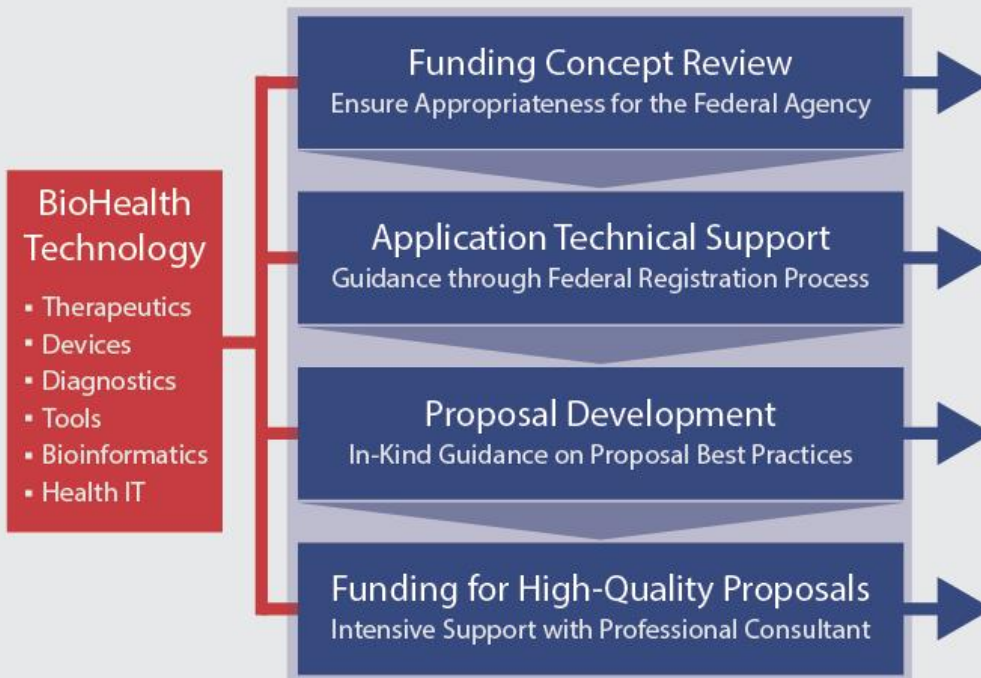 BioHealth
Technology
▪ Therapeutics
▪ Devices
▪ Diagnostics
▪ Tools
▪ Bioinformatics
▪ Health IT
Funding Concept Review
Ensure Appropriateness for the Federal Agency
Application Technical Support
Guidance through Federal Registration Process
Proposal Development
In-Kind Guidance on Proposal Best Practices
Funding for High-Quality Proposals
Intensive Support with Professional Consultant